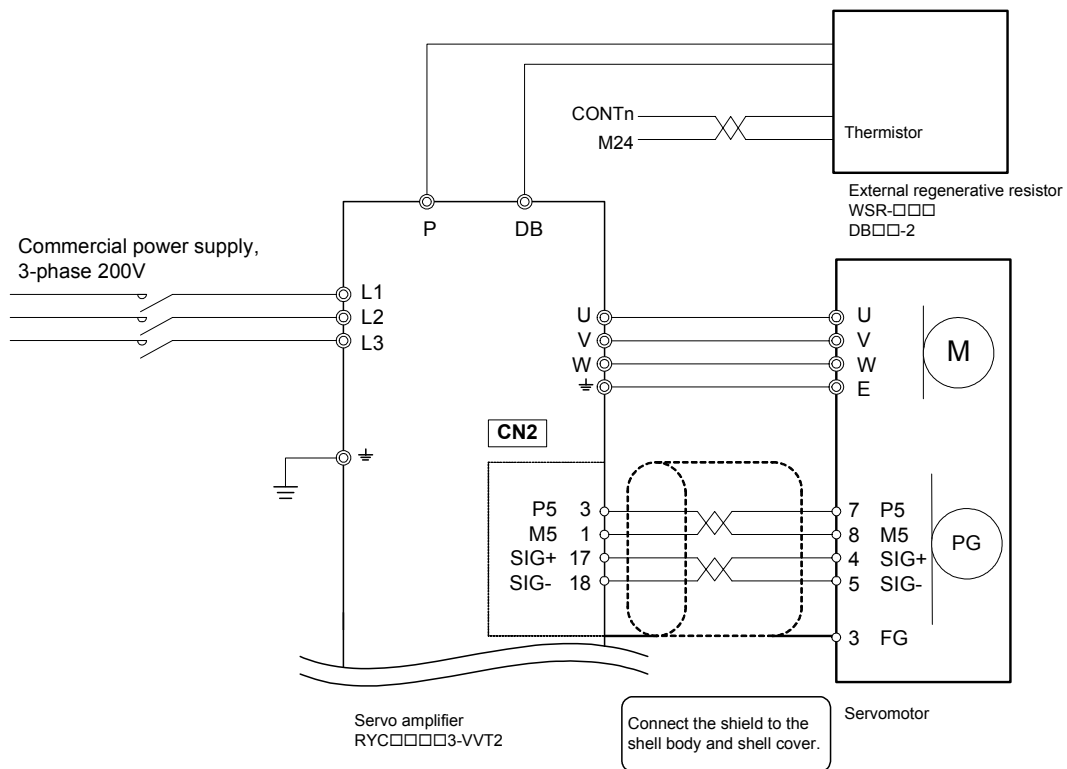 CONTn
M24
Thermistor
External regenerative resistor
WSR-□□□
DB□□-2
P
DB
Commercial power supply,
3-phase 200V
L1
L2
L3
U
V
W
U
V
W
E
M
CN2
P5 3
M5 1
SIG+ 17
SIG- 18
7 P5
8 M5
4 SIG+
5 SIG-
3 FG
PG
Servo amplifier
RYC□□□□3-VVT2
Connect the shield to the
shell body and shell cover.
Servomotor